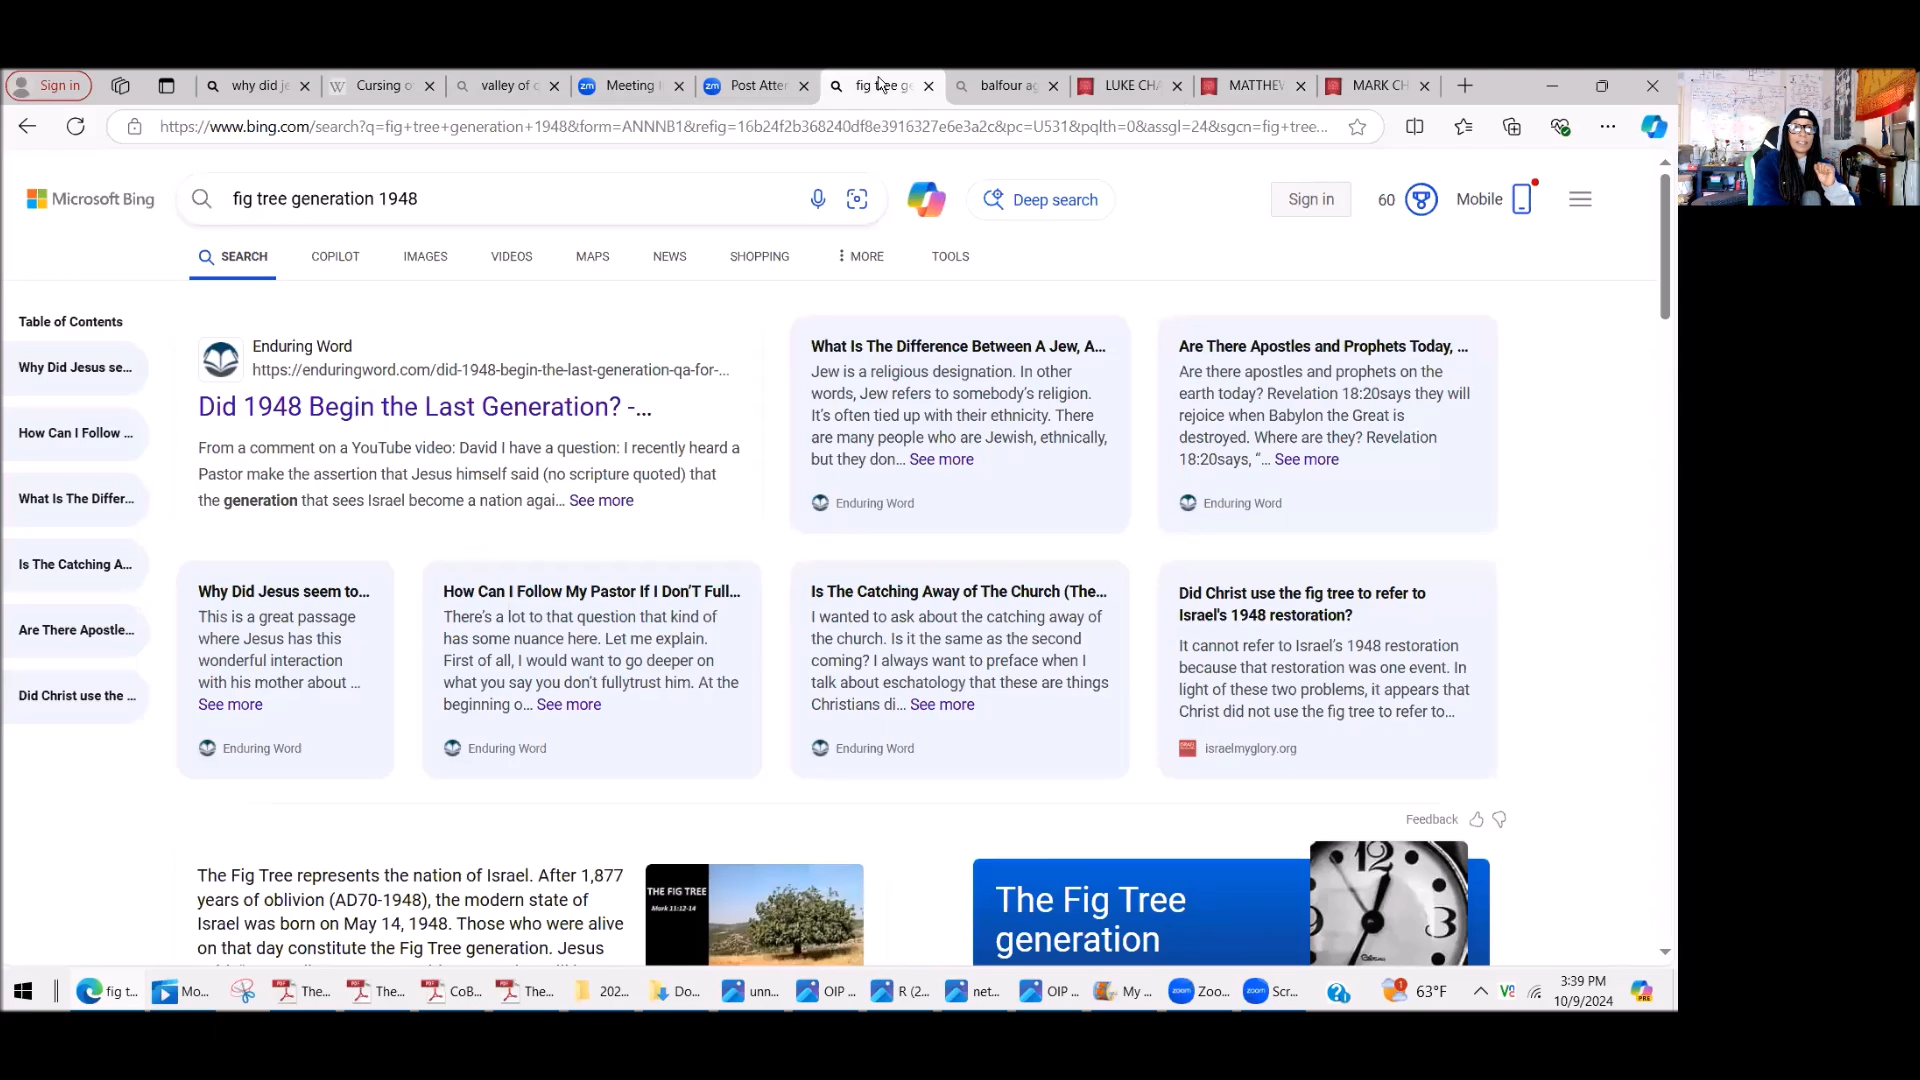 Sign in
why did je
Cursing o
valley of c
Meeting
Post Atter
fig tree ge
balfour ag
LUKE CHA
MATTHEW
MARK CH
https://www.bing.com/search?q=fig+tree+generation+1948&form=ANNNB1&refig=16b24f2b368240df8e3916327e6e3a2c&pc=U531&pqlth=0&assgl=24&sgcn=fig+tree...
Microsoft Bing
fig tree generation 1948
Deep search
Sign in
60
Mobile
SEARCH
COPILOT
IMAGES
VIDEOS
MAPS
NEWS
SHOPPING
MORE
TOOLS
Table of Contents
Why Did Jesus se...
How Can I Follow ...
What Is The Differ...
Is The Catching A...
Are There Apostle...
Did Christ use the ...
Enduring Word
https://enduringword.com/did-1948-begin-the-last-generation-qa-for-...
Did 1948 Begin the Last Generation? -...
From a comment on a YouTube video: David I have a question: I recently heard a
Pastor make the assertion that Jesus himself said (no scripture quoted) that
the generation that sees Israel become a nation agai... See more
What Is The Difference Between A Jew, A...
Jew is a religious designation. In other
words, Jew refers to somebody's religion.
It's often tied up with their ethnicity. There
are many people who are Jewish, ethnically,
but they don... See more
Enduring Word
Are There Apostles and Prophets Today, ...
Are there apostles and prophets on the
earth today? Revelation 18:20says they will
rejoice when Babylon the Great is
destroyed. Where are they? Revelation
18:20says, “... See more
Enduring Word
Why Did Jesus seem to...
This is a great passage
where Jesus has this
wonderful interaction
with his mother about ...
See more
Enduring Word
How Can I Follow My Pastor If I Don'T Full...
There's a lot to that question that kind of
has some nuance here. Let me explain.
First of all, I would want to go deeper on
what you say you don't fullytrust him. At the
beginning o... See more
Enduring Word
Is The Catching Away of The Church (The...
I wanted to ask about the catching away of
the church. Is it the same as the second
coming? I always want to preface when I
talk about eschatology that these are things
Christians di... See more
Enduring Word
Did Christ use the fig tree to refer to
Israel's 1948 restoration?
It cannot refer to Israel's 1948 restoration
because that restoration was one event. In
light of these two problems, it appears that
Christ did not use the fig tree to refer to...
israelmyglory.org
Feedback
The Fig Tree represents the nation of Israel. After 1,877
years of oblivion (AD70-1948), the modern state of
Israel was born on May 14, 1948. Those who were alive
on that day constitute the Fig Tree generation. Jesus
THE FIG TREE
Mark 11:12-14
The Fig Tree
generation
12
3
fig t...
Mo...
The...
The...
CoB...
The...
202...
Do...
unn...
OIP ...
R (2...
net...
OIP ...
My ...
Zoo...
Scr...
63°F
3:39 PM
10/9/2024